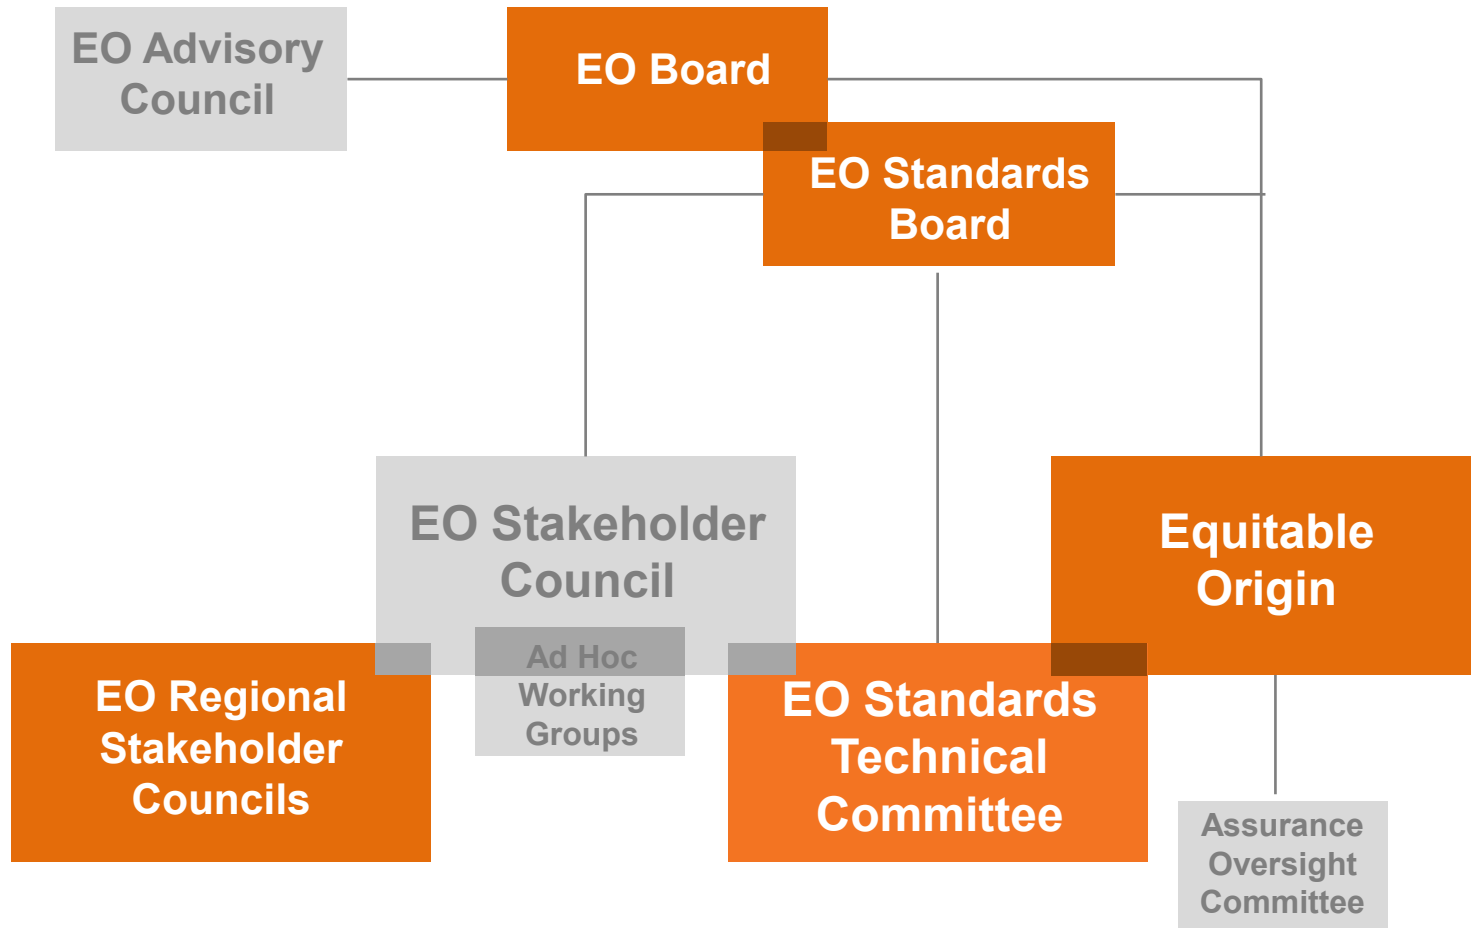 EO Advisory
Council
EO Board
EO Standards
Board
EO Stakeholder
Council
Equitable
Origin
Ad Hoc
Working
Groups
EO Regional
Stakeholder
Councils
EO Standards
Technical
Committee
Assurance
Oversight
Committee